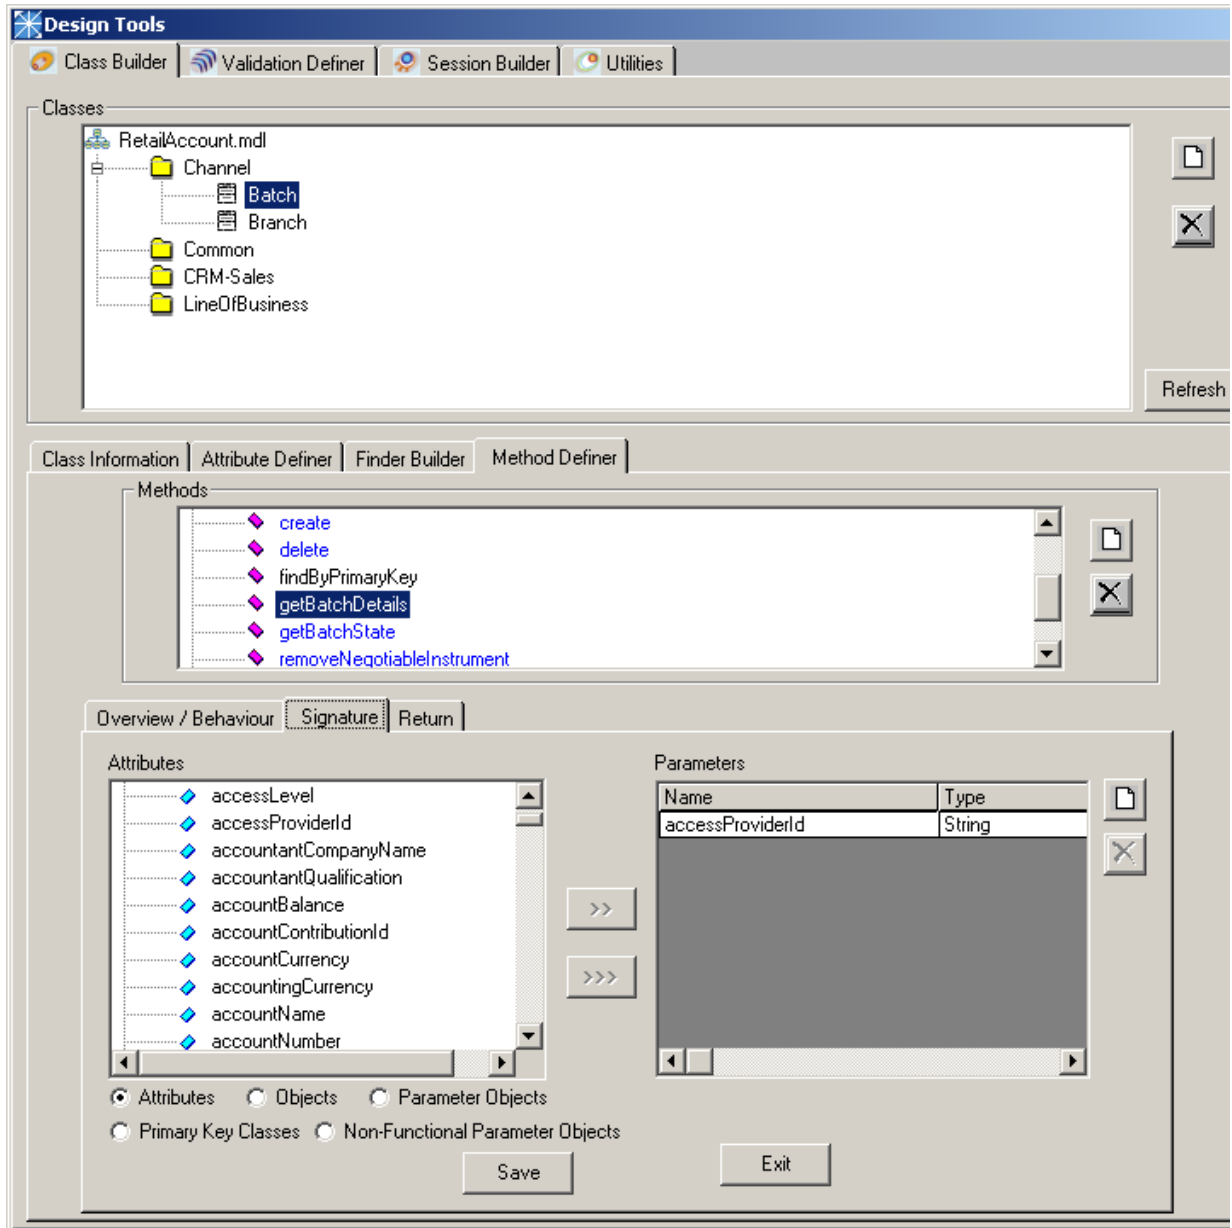 Design Tools
Class Builder Validation Definer Session Builder Utilities
Classes
RetailAccount.mdl
Channel
Batch
Branch
Common
CRM-Sales
LineOfBusiness
Refresh
Class Information Attribute Definer Finder Builder Method Definer
Methods
create
delete
findByPrimaryKey
getBatchDetails
getBatchState
removeNegotiableInstrument
Overview / Behaviour Signature Return
Attributes Parameters
accessLevel Name Type
accessProviderId accessProviderId String
accountantCompanyName
accountantQualification
accountBalance
>>
accountContributionId
accountCurrency
>>>
accountingCurrency
accountName
accountNumber
Attributes Objects Parameter Objects
Primary Key Classes Non-Functional Parameter Objects
Save Exit